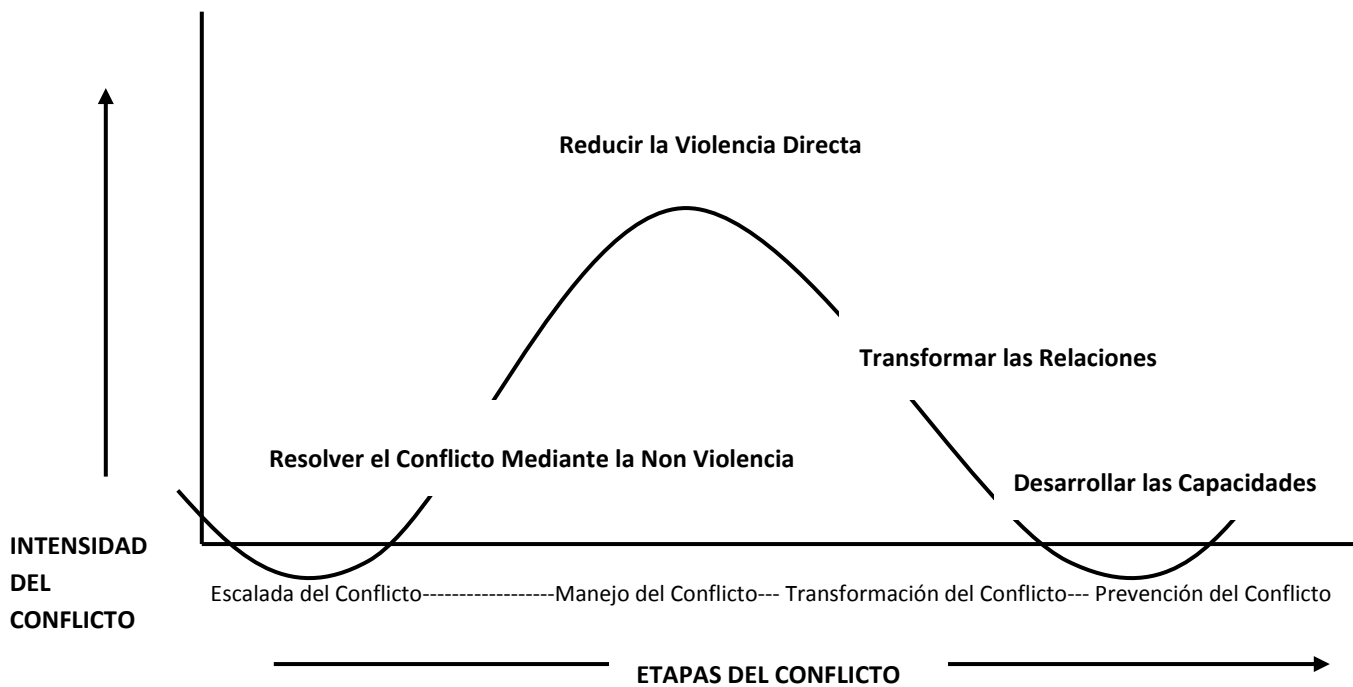 Reducir la Violencia Directa
Transformar las Relaciones
Resolver el Conflicto Mediante la Non Violencia
Desarrollar las Capacidades
INTENSIDAD
DEL
CONFLICTO
Escalada del Conflicto------------------Manejo del Conflicto--- Transformación del Conflicto--- Prevención del Conflicto
ETAPAS DEL CONFLICTO